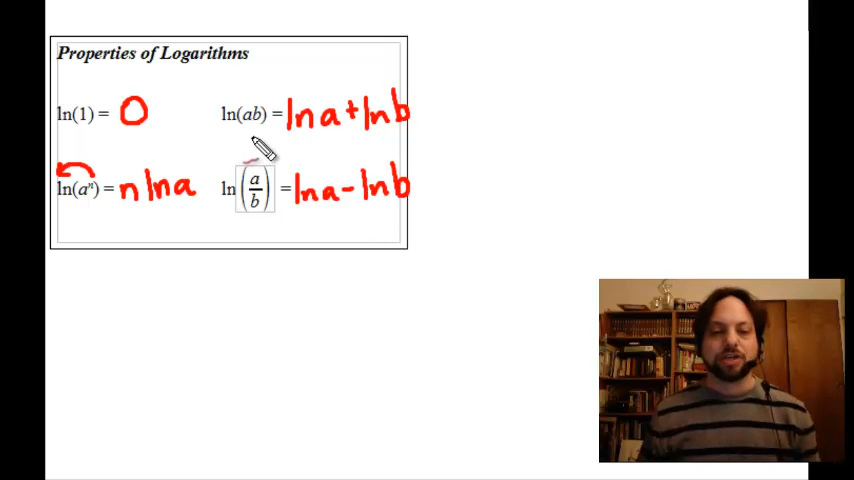 Properties of Logarithms
ln(1) = 0
ln(ab) = ln a + ln b
ln(aⁿ) = n ln a
ln(a/b) = ln a - ln b